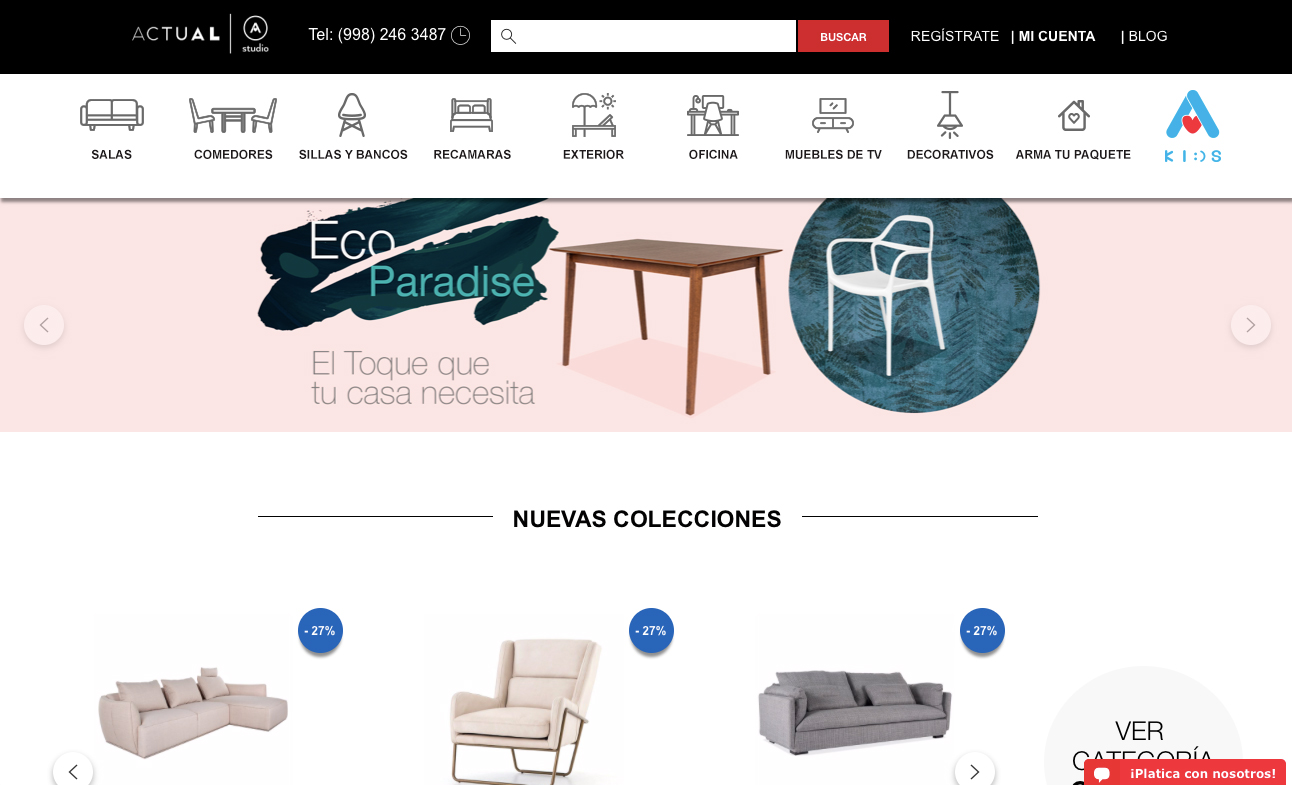 ACTUAL A studio
Tel: (998) 246 3487
BUSCAR
REGÍSTRATE | MI CUENTA | BLOG
SALAS
COMEDORES
SILLAS Y BANCOS
RECAMARAS
EXTERIOR
OFICINA
MUEBLES DE TV
DECORATIVOS
ARMA TU PAQUETE
KI:)S
Eco
Paradise
El Toque que
tu casa necesita
NUEVAS COLECCIONES
- 27%
- 27%
- 27%
VER
CATEGORÍA
¡Platica con nosotros!